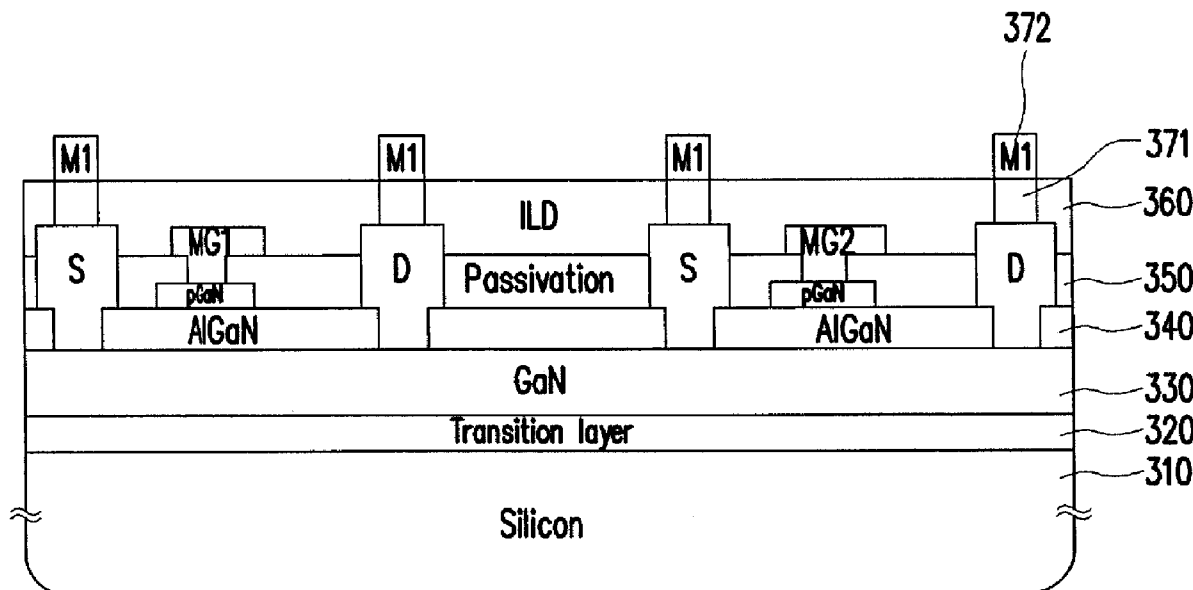 372
M1 M1 M1 M1
371
360
ILD
MG1 MG2
S D S D
Passivation
350
pGaN pGaN
AlGaN AlGaN
340
GaN
330
Transition layer
320
310
Silicon